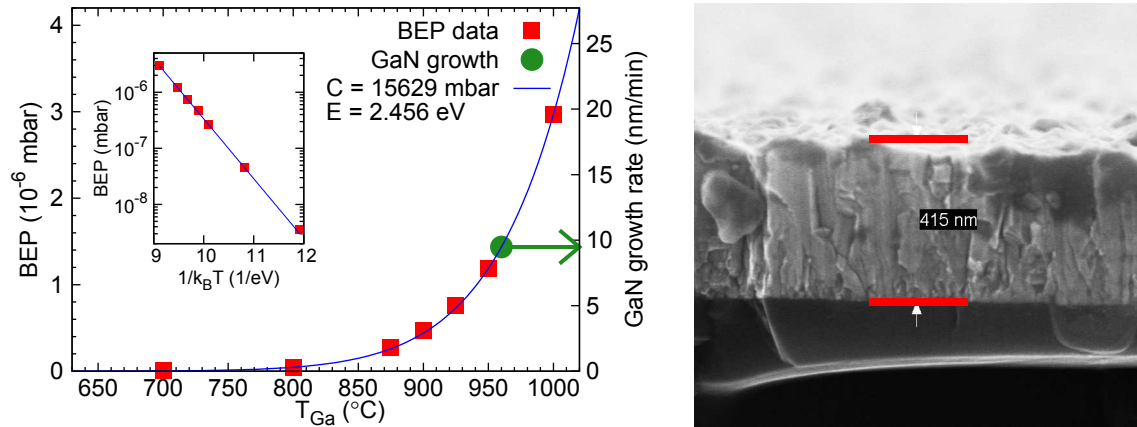 BEP data
GaN growth
C = 15629 mbar
E = 2.456 eV
BEP (10⁻⁶ mbar)
4
3
2
1
0
650 700 750 800 850 900 950 1000
T_Ga (°C)
GaN growth rate (nm/min)
25
20
15
10
5
0
BEP (mbar)
10⁻⁶
10⁻⁷
10⁻⁸
9 10 11 12
1/k_BT (1/eV)
415 nm